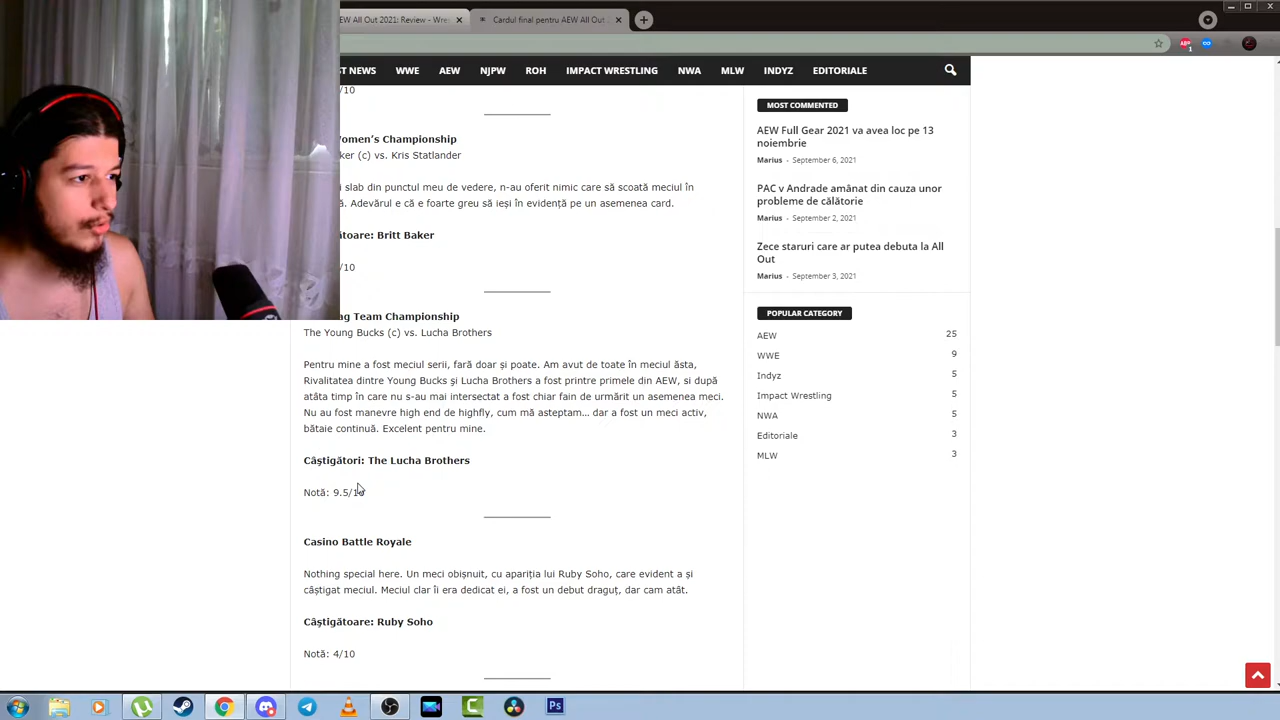 AEW All Out 2021: Review - Wre
Cardul final pentru AEW All Out
NEWS WWE AEW NJPW ROH IMPACT WRESTLING NWA MLW INDYZ EDITORIALE
/10
Women's Championship
ker (c) vs. Kris Statlander
slab din punctul meu de vedere, n-au oferit nimic care să scoată meciul în
Adevărul e că e foarte greu să ieși în evidență pe un asemenea card.
toare: Britt Baker
/10
Team Championship
The Young Bucks (c) vs. Lucha Brothers
Pentru mine a fost meciul serii, fară doar și poate. Am avut de toate în meciul ăsta,
Rivalitatea dintre Young Bucks şi Lucha Brothers a fost printre primele din AEW, si după
atâta timp în care nu s-au mai intersectat a fost chiar fain de urmărit un asemenea meci.
Nu au fost manevre high end de highfly, cum mă asteptam... dar a fost un meci activ,
bătaie continuă. Excelent pentru mine.
Câştigători: The Lucha Brothers
Notă: 9.5/10
Casino Battle Royale
Nothing special here. Un meci obișnuit, cu apariția lui Ruby Soho, care evident a și
câștigat meciul. Meciul clar îi era dedicat ei, a fost un debut draguț, dar cam atât.
Câştigătoare: Ruby Soho
Notă: 4/10
MOST COMMENTED
AEW Full Gear 2021 va avea loc pe 13
noiembrie
Marius - September 6, 2021
PAC v Andrade amânat din cauza unor
probleme de călătorie
Marius - September 2, 2021
Zece staruri care ar putea debuta la All
Out
Marius - September 3, 2021
POPULAR CATEGORY
AEW 25
WWE 9
Indyz 5
Impact Wrestling 5
NWA 5
Editoriale 3
MLW 3
ABP
1
Ps